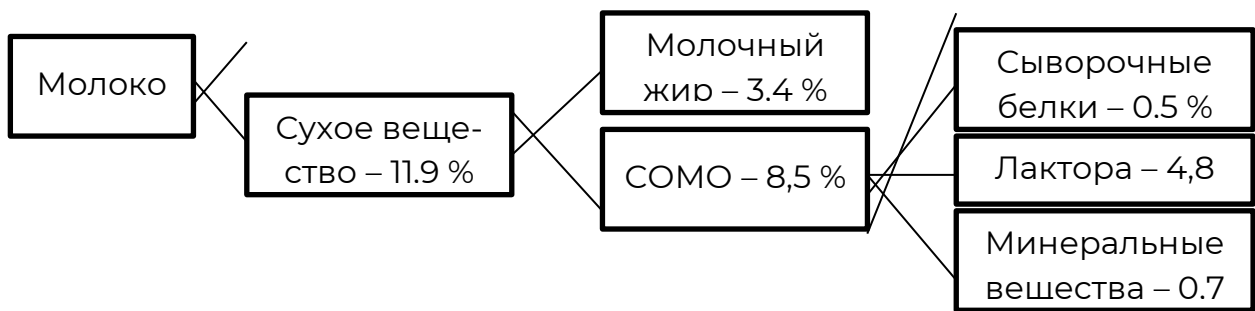 Молоко
Сухое веще-
ство – 11.9 %
Молочный
жир – 3.4 %
СОМО – 8,5 %
Сывороточные
белки – 0.5 %
Лактора – 4,8
Минеральные
вещества – 0.7